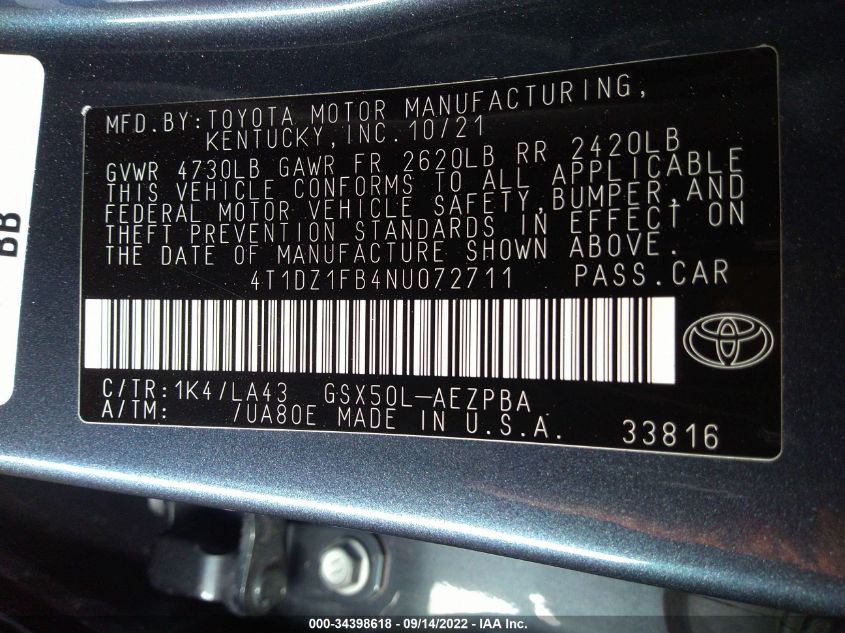 MFD.BY:TOYOTA MOTOR MANUFACTURING,
KENTUCKY,INC.10/21
GVWR 4730LB GAWR FR 2620LB RR 2420LB
THIS VEHICLE CONFORMS TO ALL APPLICABLE
FEDERAL MOTOR VEHICLE SAFETY,BUMPER,AND
THEFT PREVENTION STANDARDS IN EFFECT ON
THE DATE OF MANUFACTURE SHOWN ABOVE.
4T1DZ1FB4NU072711 PASS.CAR
C/TR:1K4/LA43 GSX50L-AEZPBA
A/TM: /UA80E MADE IN U.S.A. 33816
000-34398618 - 09/14/2022 - IAA Inc.